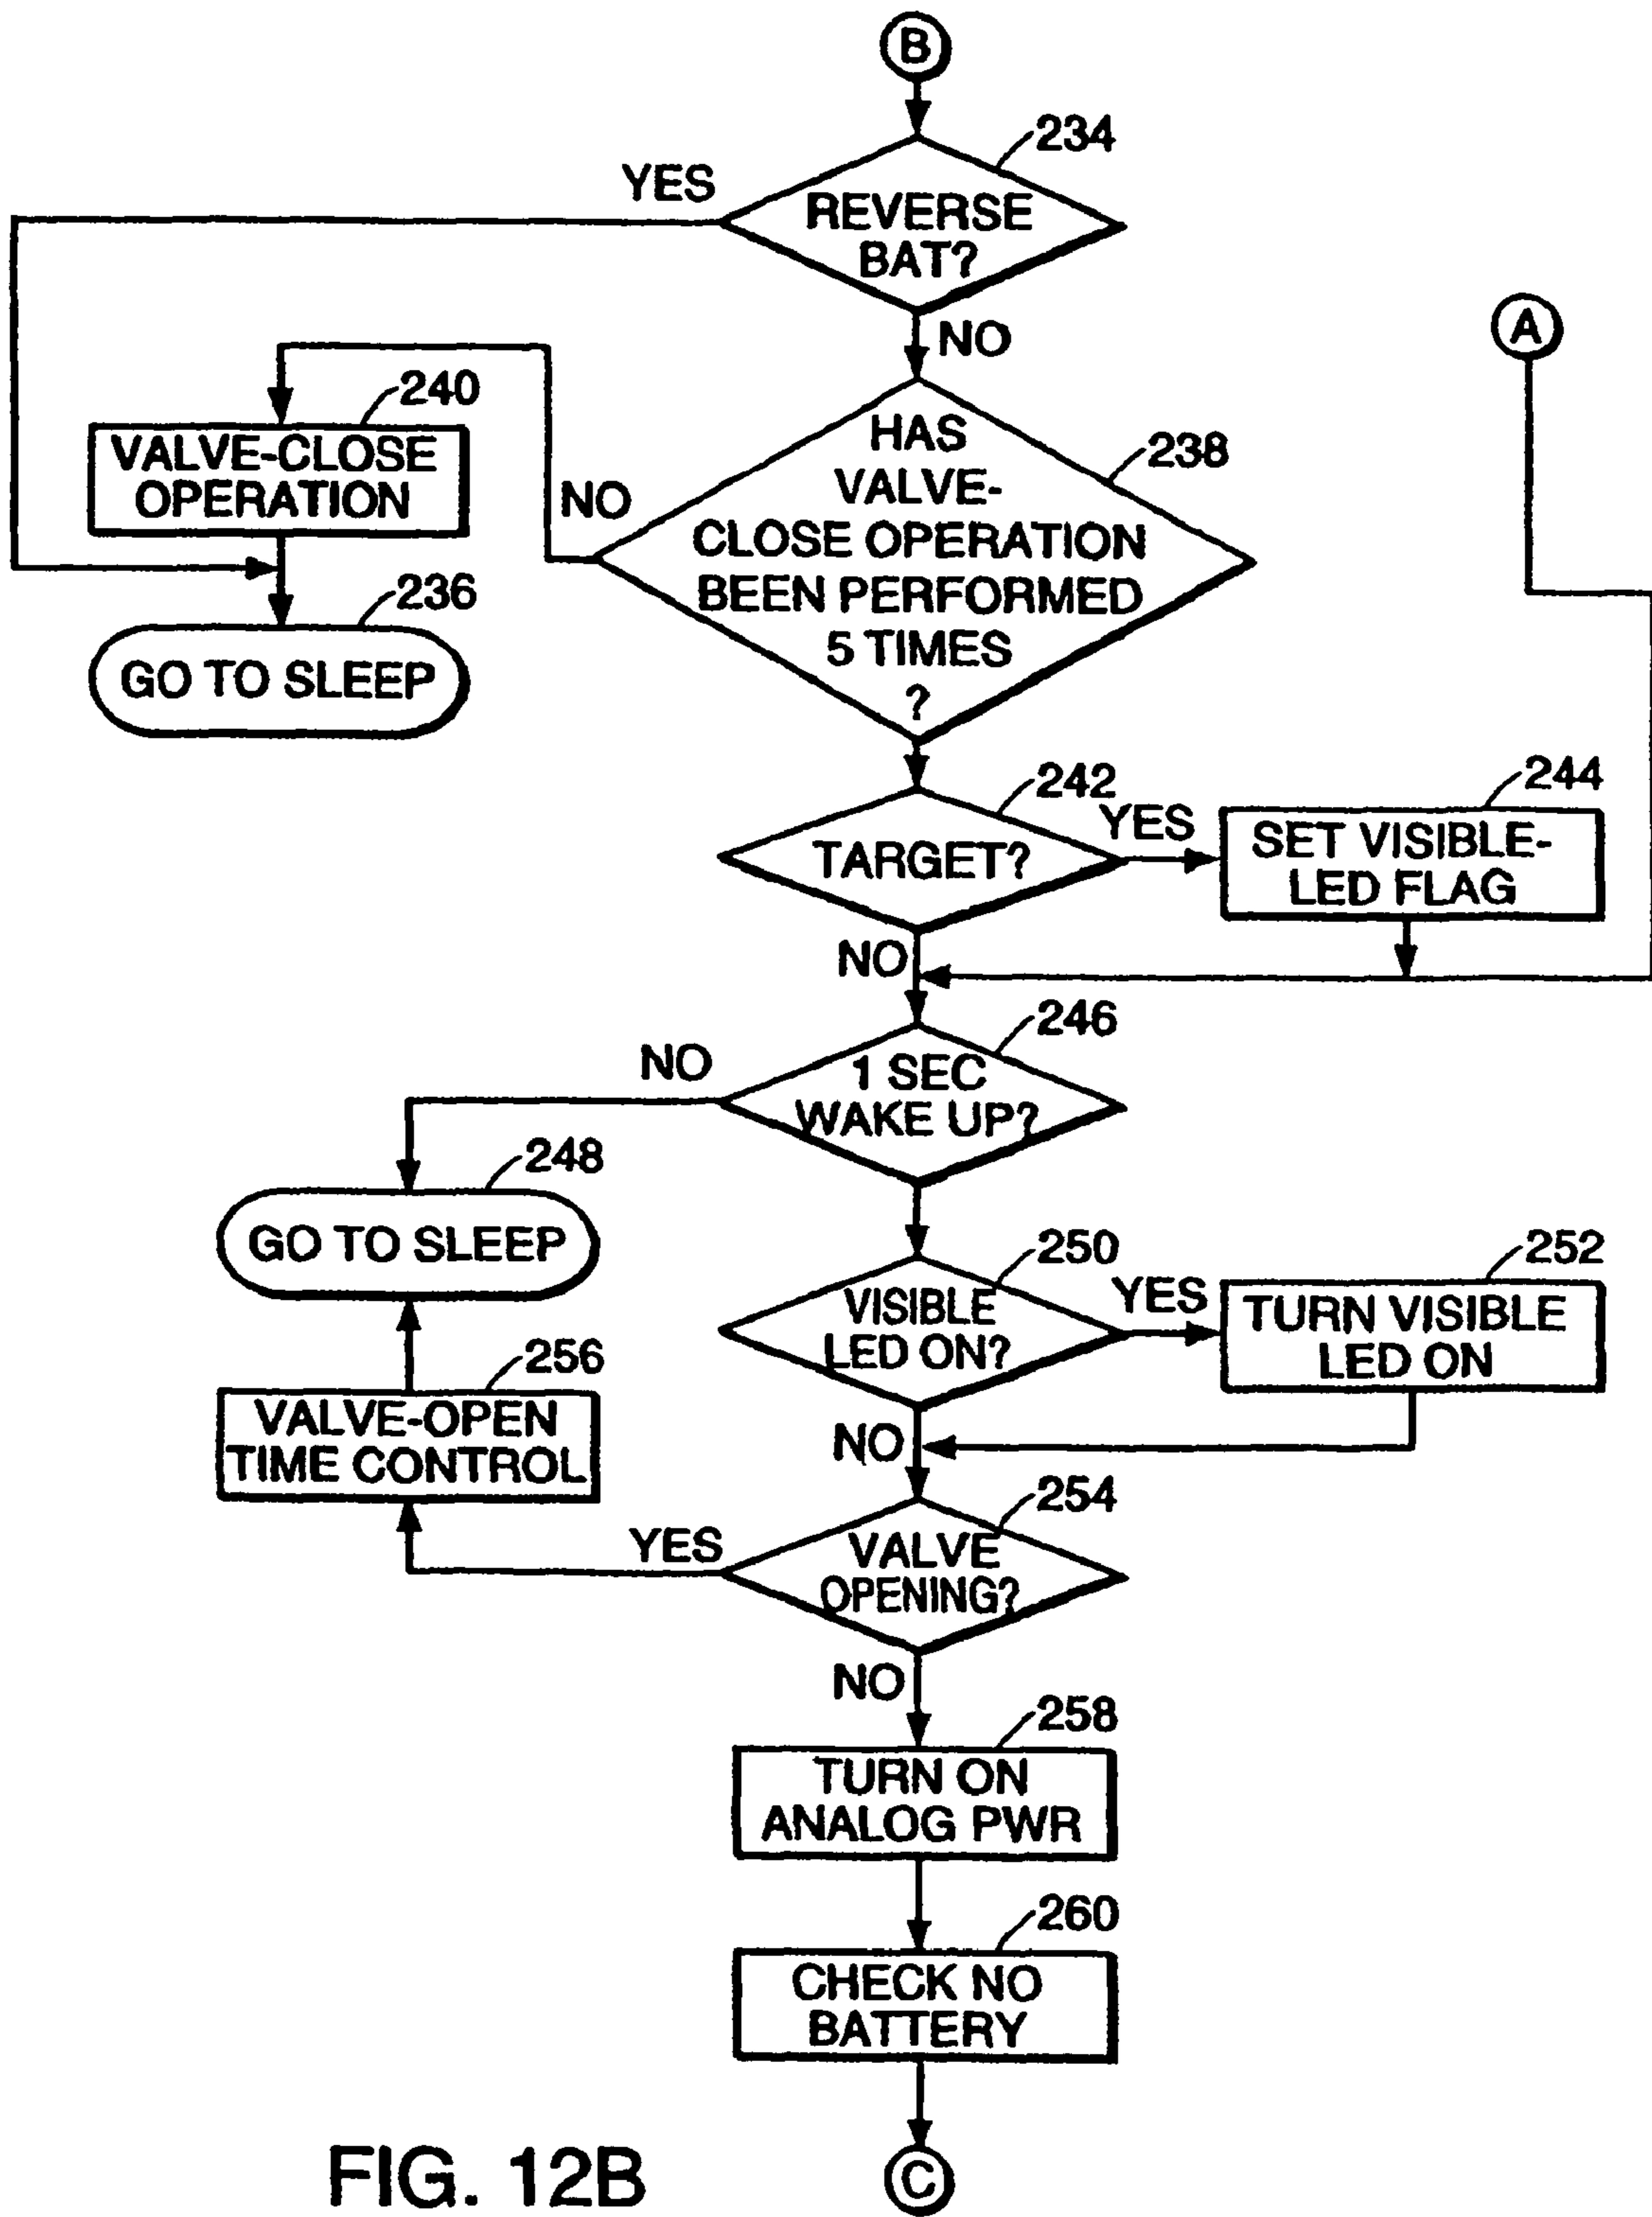 B
234
YES
REVERSE
BAT?
NO
A
240
VALVE-CLOSE
OPERATION
NO
HAS
VALVE-
CLOSE OPERATION
BEEN PERFORMED
5 TIMES
?
238
236
GO TO SLEEP
242
TARGET?
YES
244
SET VISIBLE-
LED FLAG
NO
246
1 SEC
WAKE UP?
NO
248
GO TO SLEEP
250
VISIBLE
LED ON?
YES
252
TURN VISIBLE
LED ON
256
VALVE-OPEN
TIME CONTROL
NO
254
VALVE
OPENING?
YES
NO
258
TURN ON
ANALOG PWR
260
CHECK NO
BATTERY
C
FIG. 12B